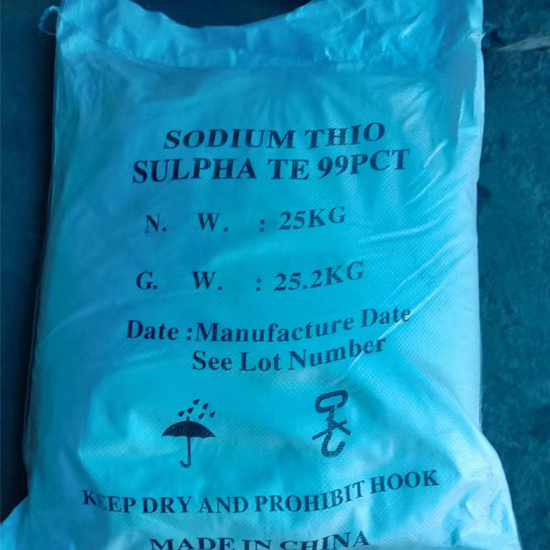 SODIUM THIO
SULPHA TE 99PCT
N. W. : 25KG
G. W. : 25.2KG
Date :Manufacture Date
See Lot Number
KEEP DRY AND PROHIBIT HOOK
MADE IN CHINA